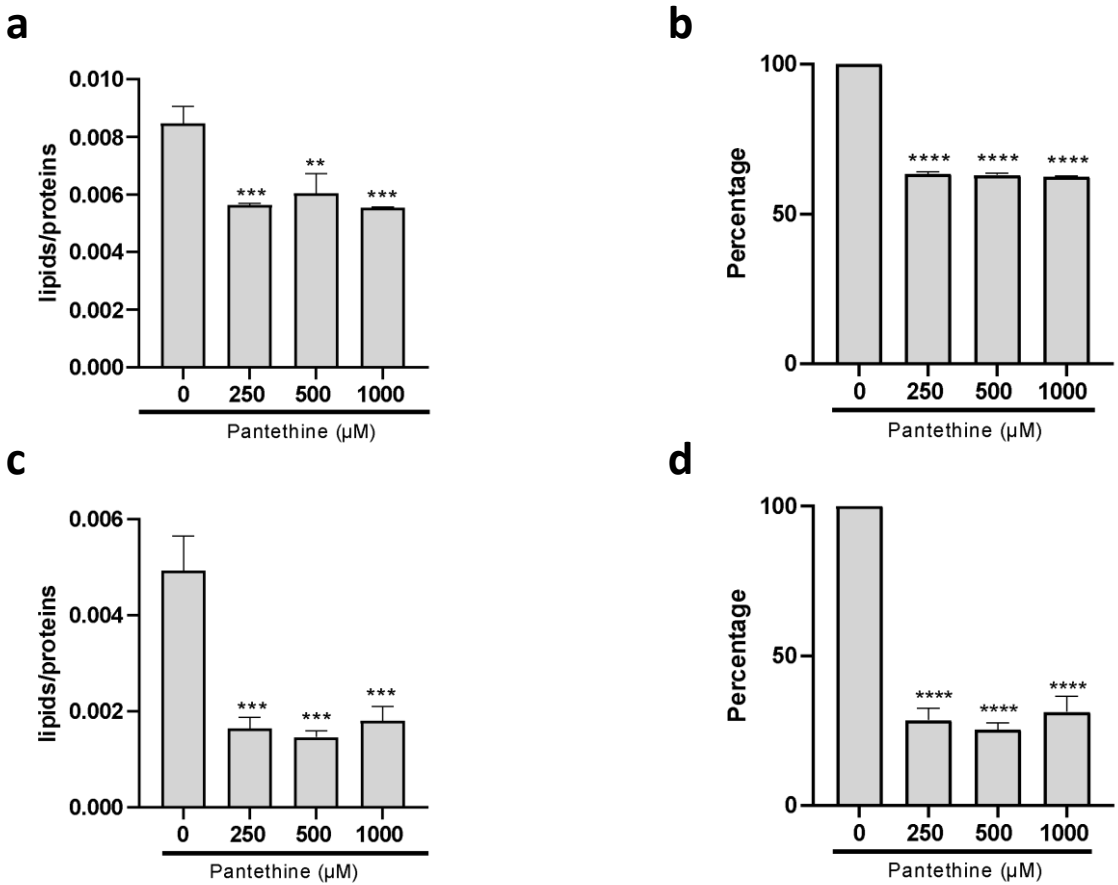 a
lipids/proteins
0.010
0.008
0.006
0.004
0.002
0.000
***
**
***
0 250 500 1000
Pantethine (µM)
b
Percentage
100
50
0
****
****
****
0 250 500 1000
Pantethine (µM)
c
lipids/proteins
0.006
0.004
0.002
0.000
***
***
***
0 250 500 1000
Pantethine (µM)
d
Percentage
100
50
0
****
****
****
0 250 500 1000
Pantethine (µM)